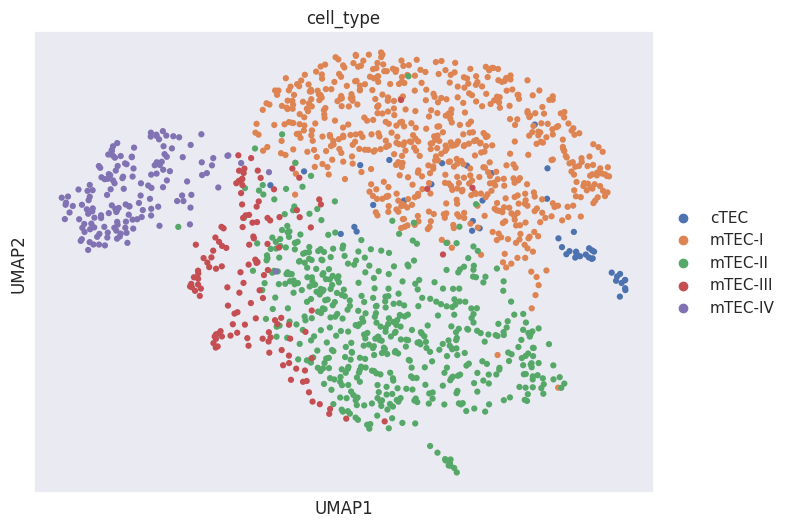 cell_type
UMAP2
cTEC
mTEC-I
mTEC-II
mTEC-III
mTEC-IV
UMAP1